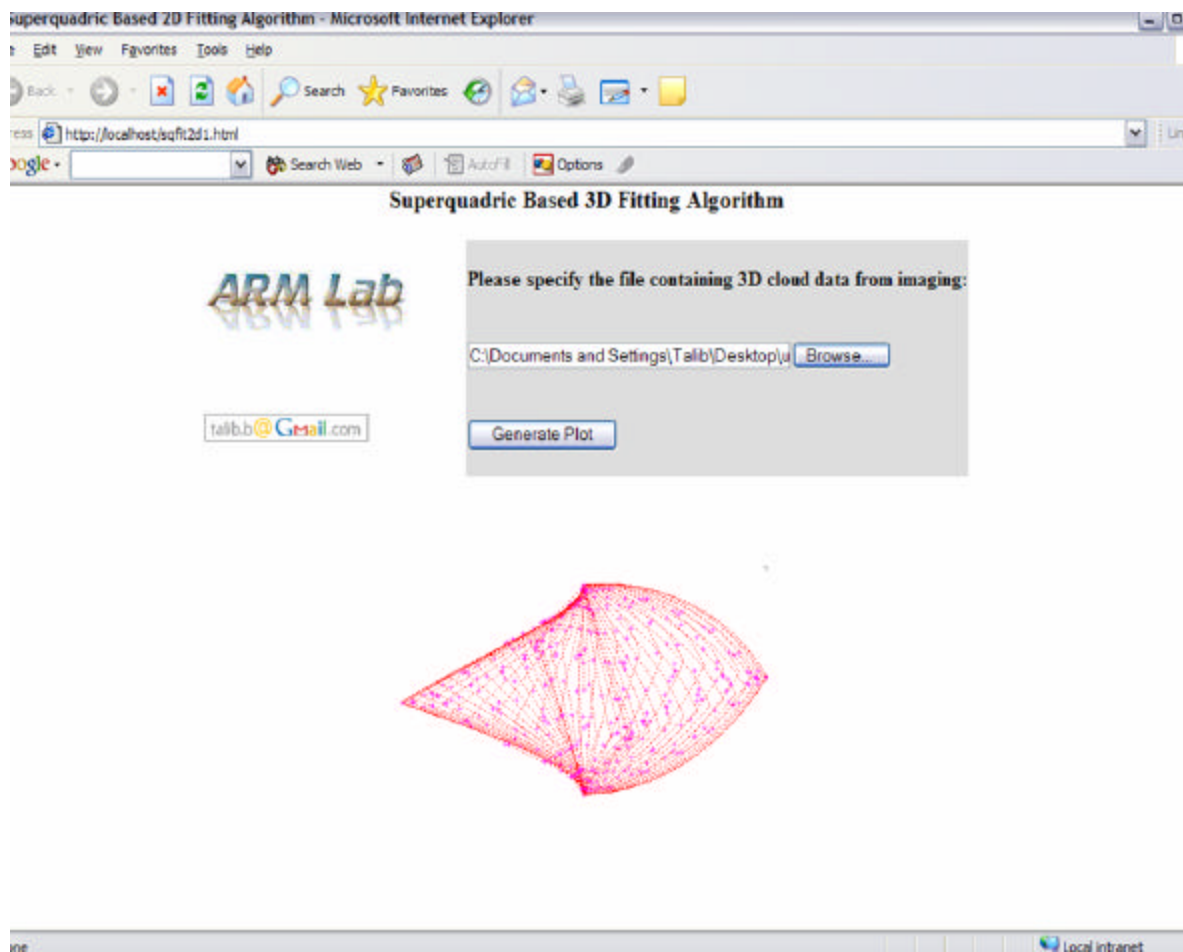 Superquadric Based 2D Fitting Algorithm - Microsoft Internet Explorer
Edit View Favorites Tools Help
Back Search Favorites
http://localhost/sqfit2d1.html
Google Search Web AutoFill Options
Superquadric Based 3D Fitting Algorithm
ARM Lab
Please specify the file containing 3D cloud data from imaging:
C:\Documents and Settings\Talib\Desktop\u Browse...
talib.b@Gmail.com
Generate Plot
Local intranet